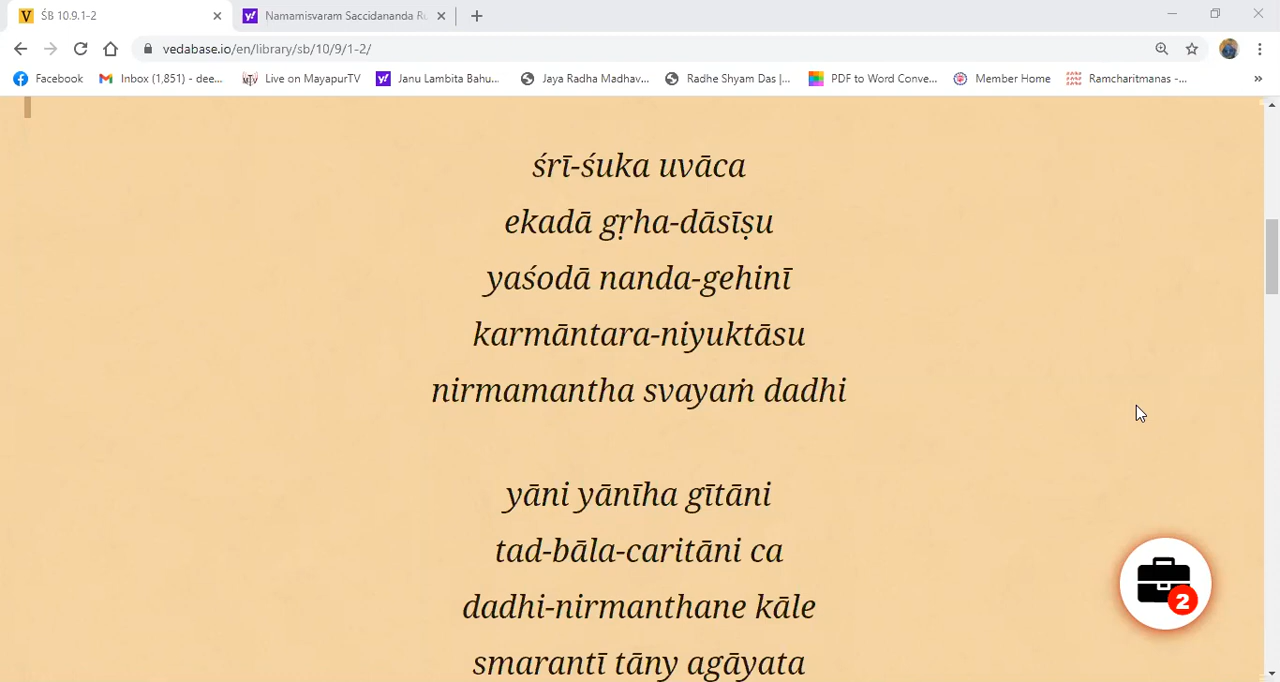 ŚB 10.9.1-2
Namamisvaram Saccidananda Ru
vedabase.io/en/library/sb/10/9/1-2/
Facebook
Inbox (1,851) - dee...
Live on MayapurTV
Janu Lambita Bahu...
Jaya Radha Madhav...
Radhe Shyam Das |...
PDF to Word Conve...
Member Home
Ramcharitmanas -...
śrī-śuka uvāca
ekadā gṛha-dāsīṣu
yaśodā nanda-gehinī
karmāntara-niyuktāsu
nirmamantha svayaṁ dadhi
yāni yānīha gītāni
tad-bāla-caritāni ca
dadhi-nirmanthane kāle
smarantī tāny agāyata
2